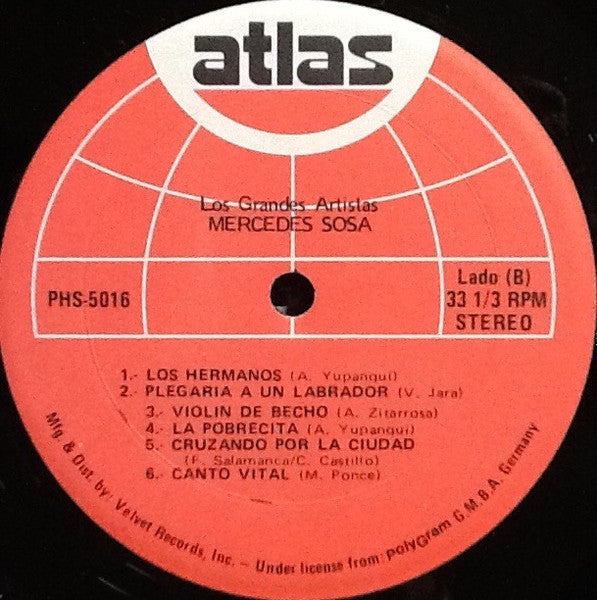 atlas
Los Grandes Artistas
MERCEDES SOSA
PHS-5016
Lado (B)
33 1/3 RPM
STEREO
1.- LOS HERMANOS (A. Yupanqui)
2.- PLEGARIA A UN LABRADOR (V. Jara)
3.- VIOLIN DE BECHO (A. Zitarrosa)
4.- LA POBRECITA (A. Yupanqui)
5.- CRUZANDO POR LA CIUDAD
(F. Salamanca/C. Castillo)
6.- CANTO VITAL (M. Ponce)
Mfg. & Dist. by: Velvet Records, Inc. - Under license from: polyGram G.M.B.A. Germany